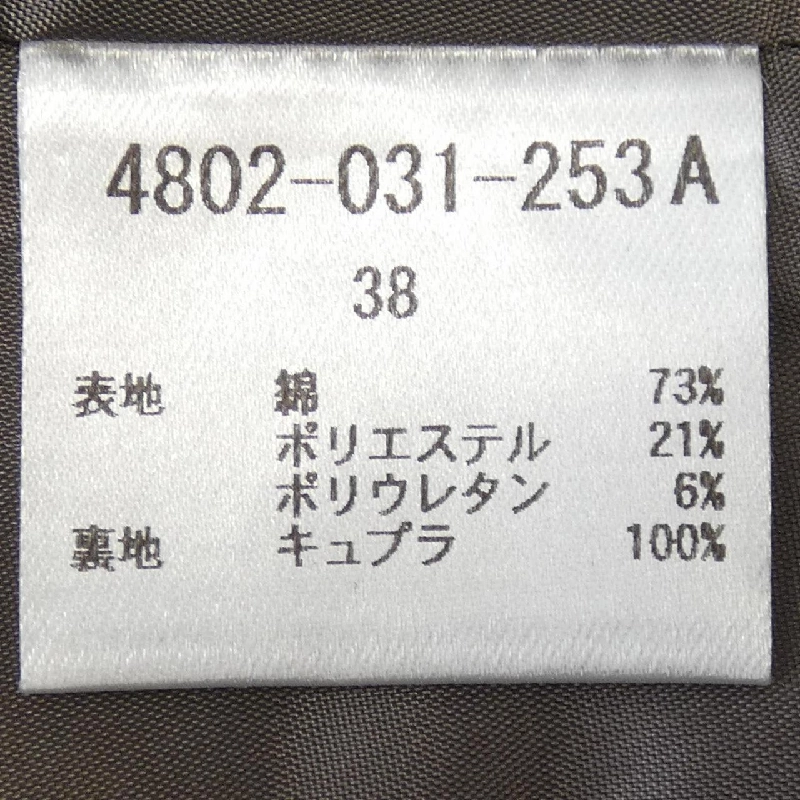 4802-031-253A
38
表地 綿 73%
ポリエステル 21%
ポリウレタン 6%
裏地 キュプラ 100%